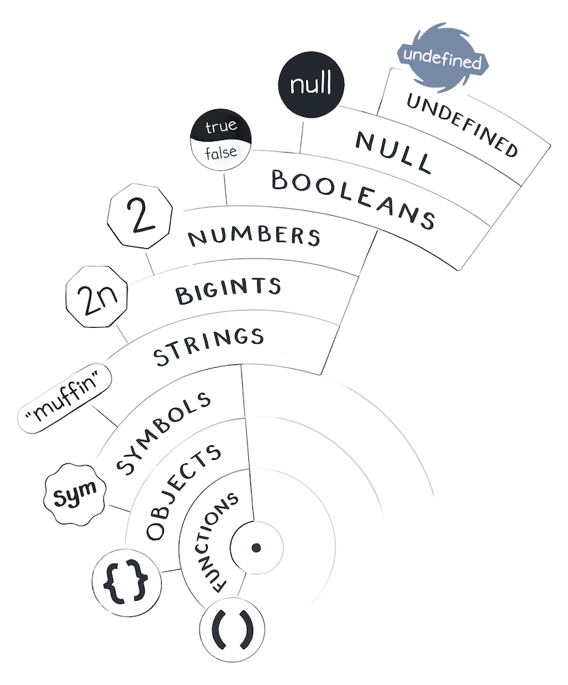 undefined
UNDEFINED
null
NULL
true
false
BOOLEANS
2
NUMBERS
2n
BIGINTS
"muffin"
STRINGS
Sym
SYMBOLS
{}
OBJECTS
()
FUNCTIONS